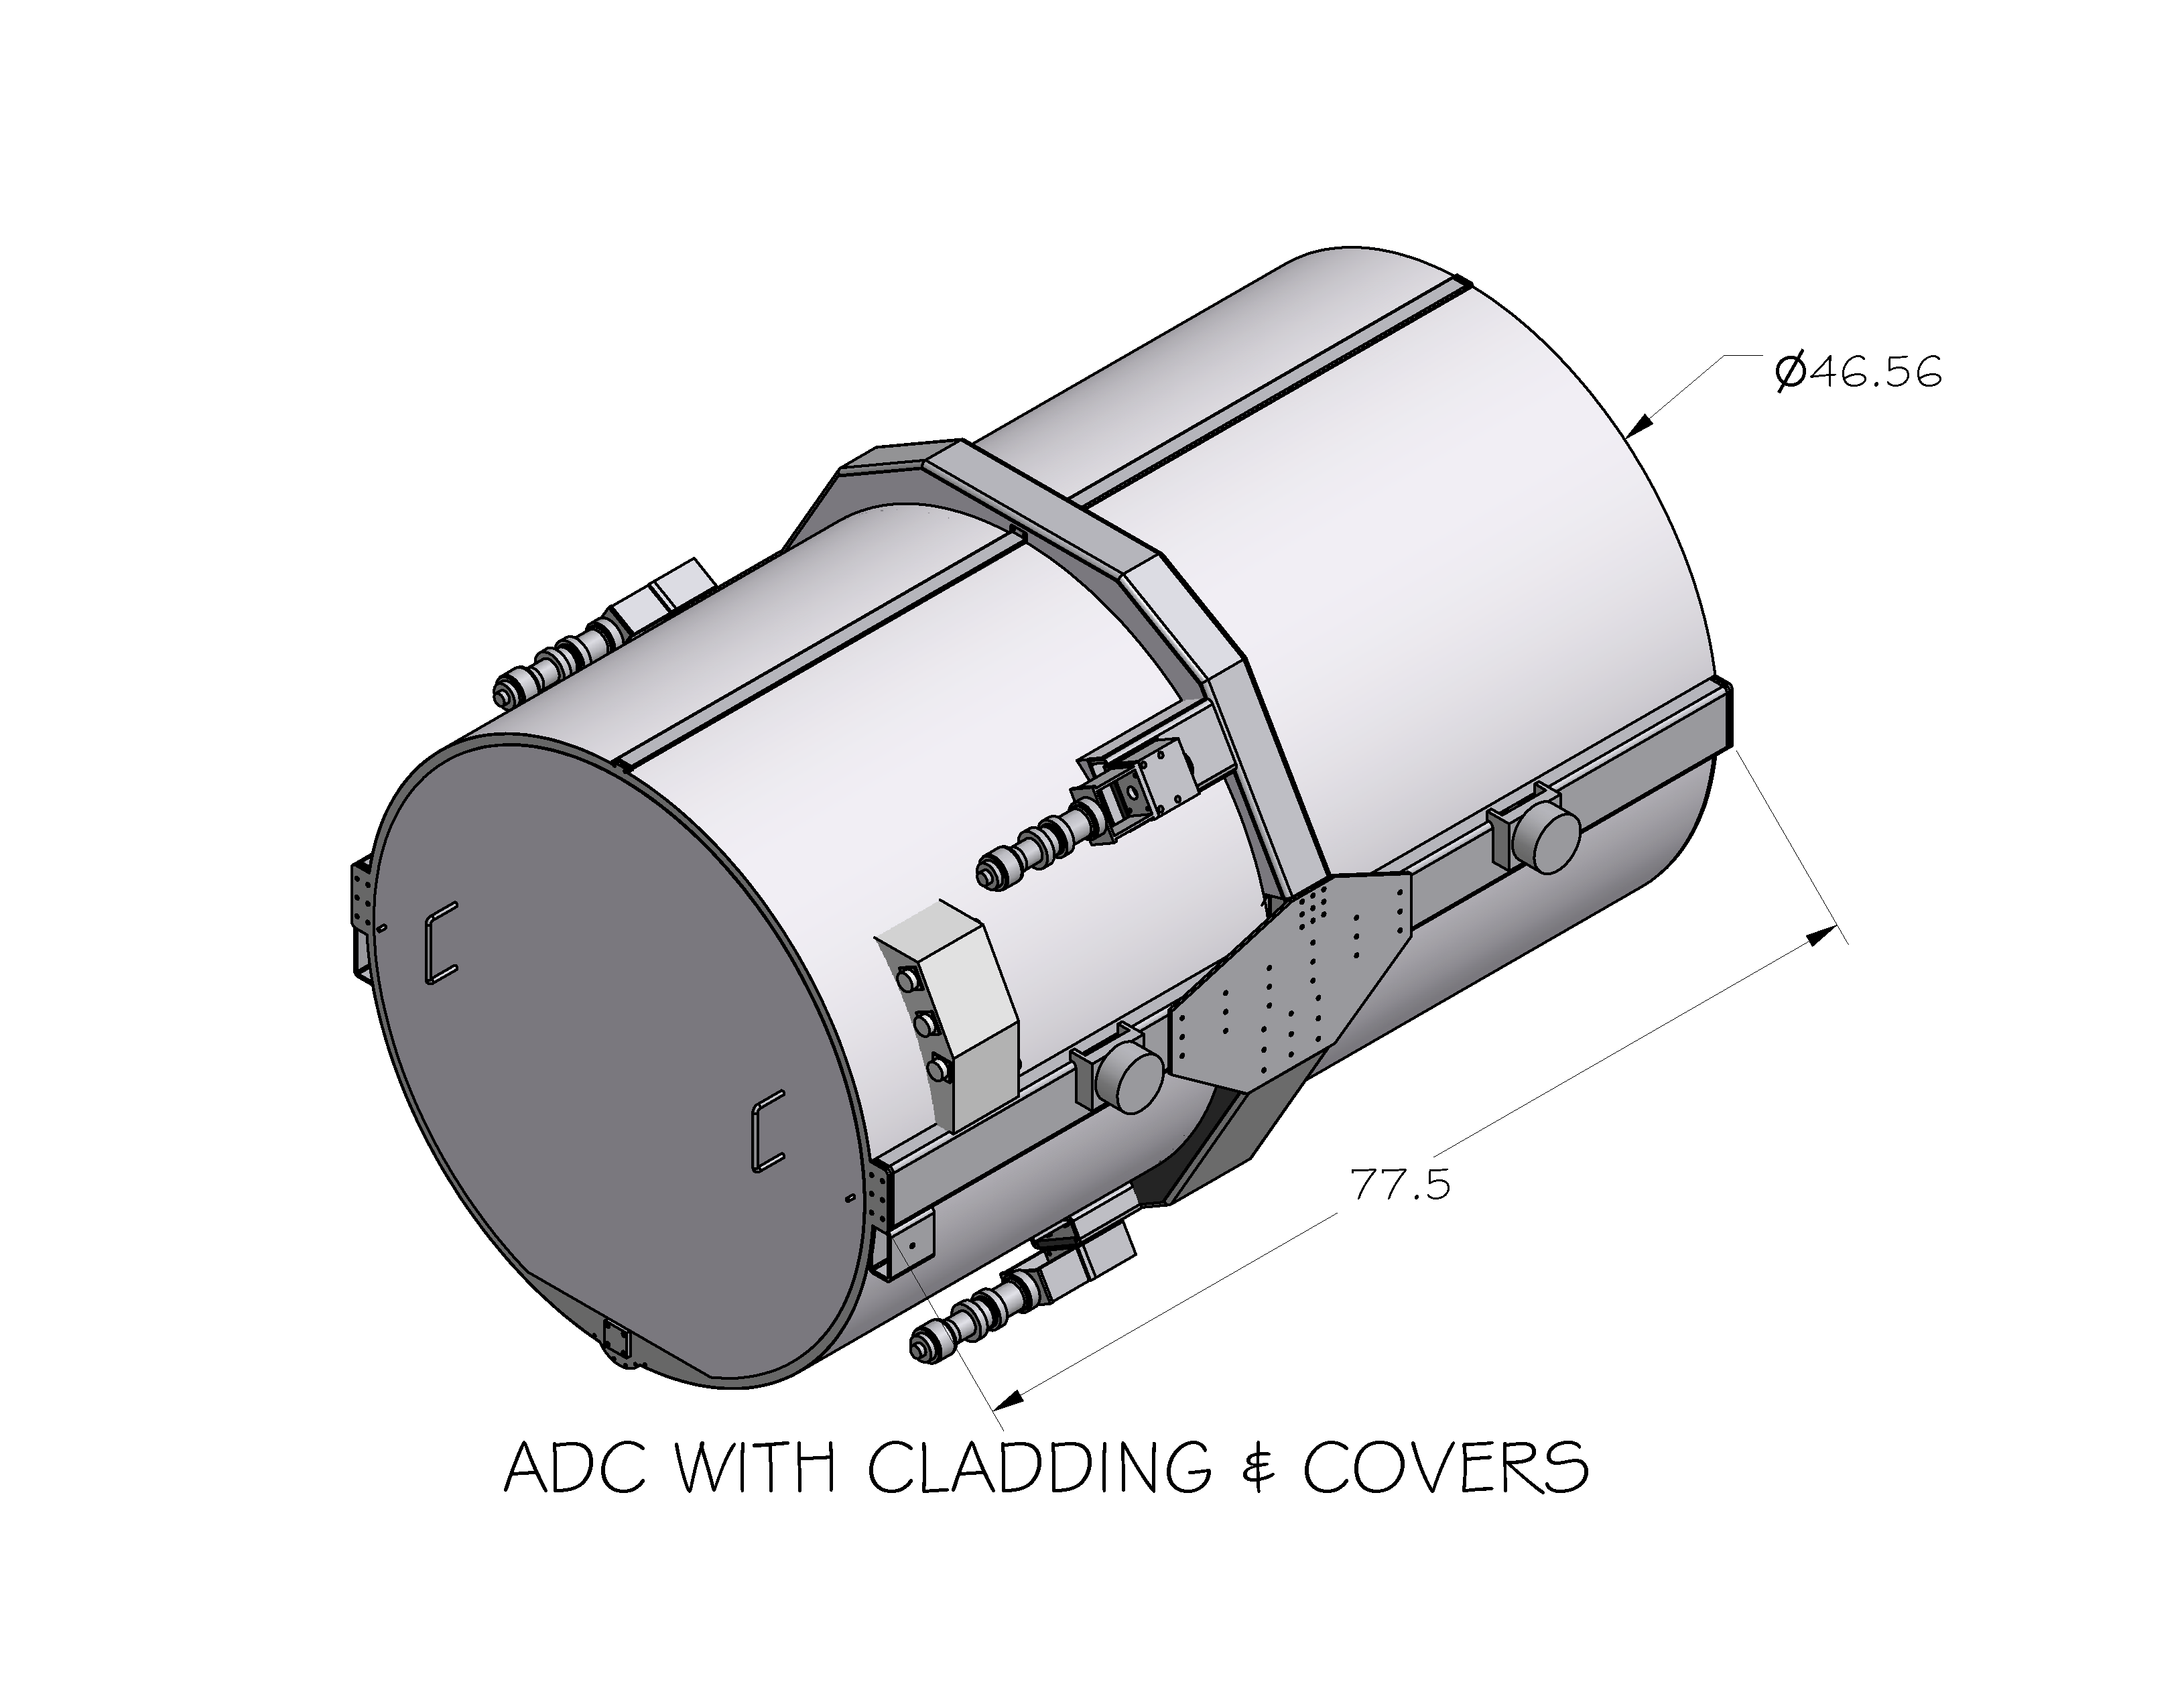 Ø46.56
77.5
ADC WITH CLADDING & COVERS